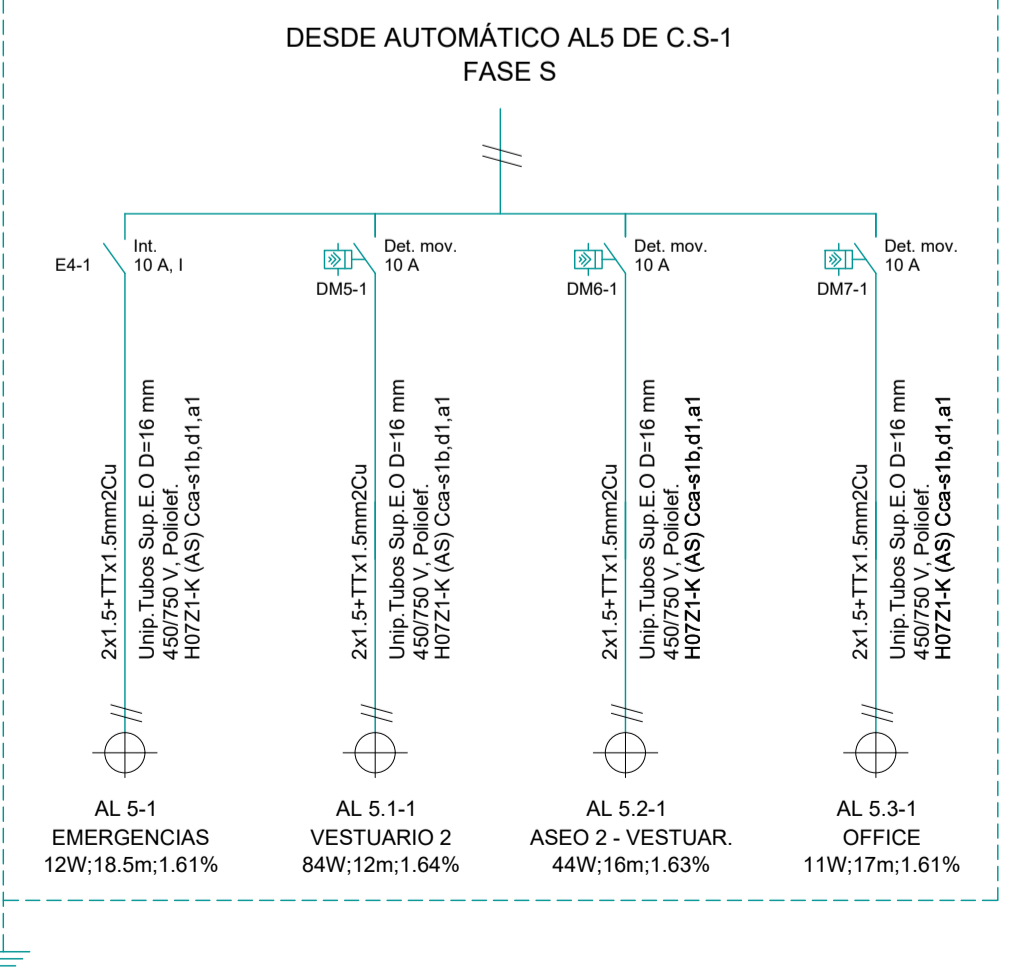 DESDE AUTOMÁTICO AL5 DE C.S-1
FASE S
E4-1
Int.
10 A, I
DM5-1
Det. mov.
10 A
DM6-1
Det. mov.
10 A
DM7-1
Det. mov.
10 A
2x1.5+TTx1.5mm2Cu
Unip.Tubos Sup.E.O D=16 mm
450/750 V, Poliolef.
H07Z1-K (AS) Cca-s1b,d1,a1
2x1.5+TTx1.5mm2Cu
Unip.Tubos Sup.E.O D=16 mm
450/750 V, Poliolef.
H07Z1-K (AS) Cca-s1b,d1,a1
2x1.5+TTx1.5mm2Cu
Unip.Tubos Sup.E.O D=16 mm
450/750 V, Poliolef.
H07Z1-K (AS) Cca-s1b,d1,a1
2x1.5+TTx1.5mm2Cu
Unip.Tubos Sup.E.O D=16 mm
450/750 V, Poliolef.
H07Z1-K (AS) Cca-s1b,d1,a1
AL 5-1
EMERGENCIAS
12W;18.5m;1.61%
AL 5.1-1
VESTUARIO 2
84W;12m;1.64%
AL 5.2-1
ASEO 2 - VESTUAR.
44W;16m;1.63%
AL 5.3-1
OFFICE
11W;17m;1.61%